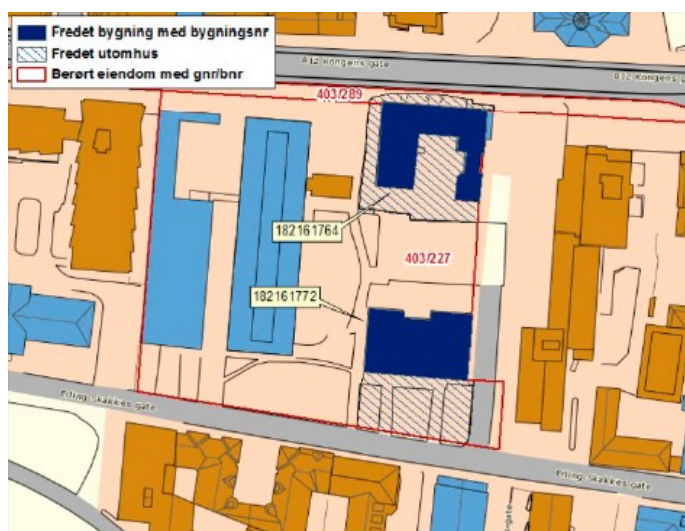 Fredet bygning med bygningsnr
Fredet utomhus
Berørt eiendom med gnr/bnr
812 Kongens gate
812 Kongens g
403/289
182161764
403/227
182161772
Erling Skakkes gate
Erling Skakkes gate
gate